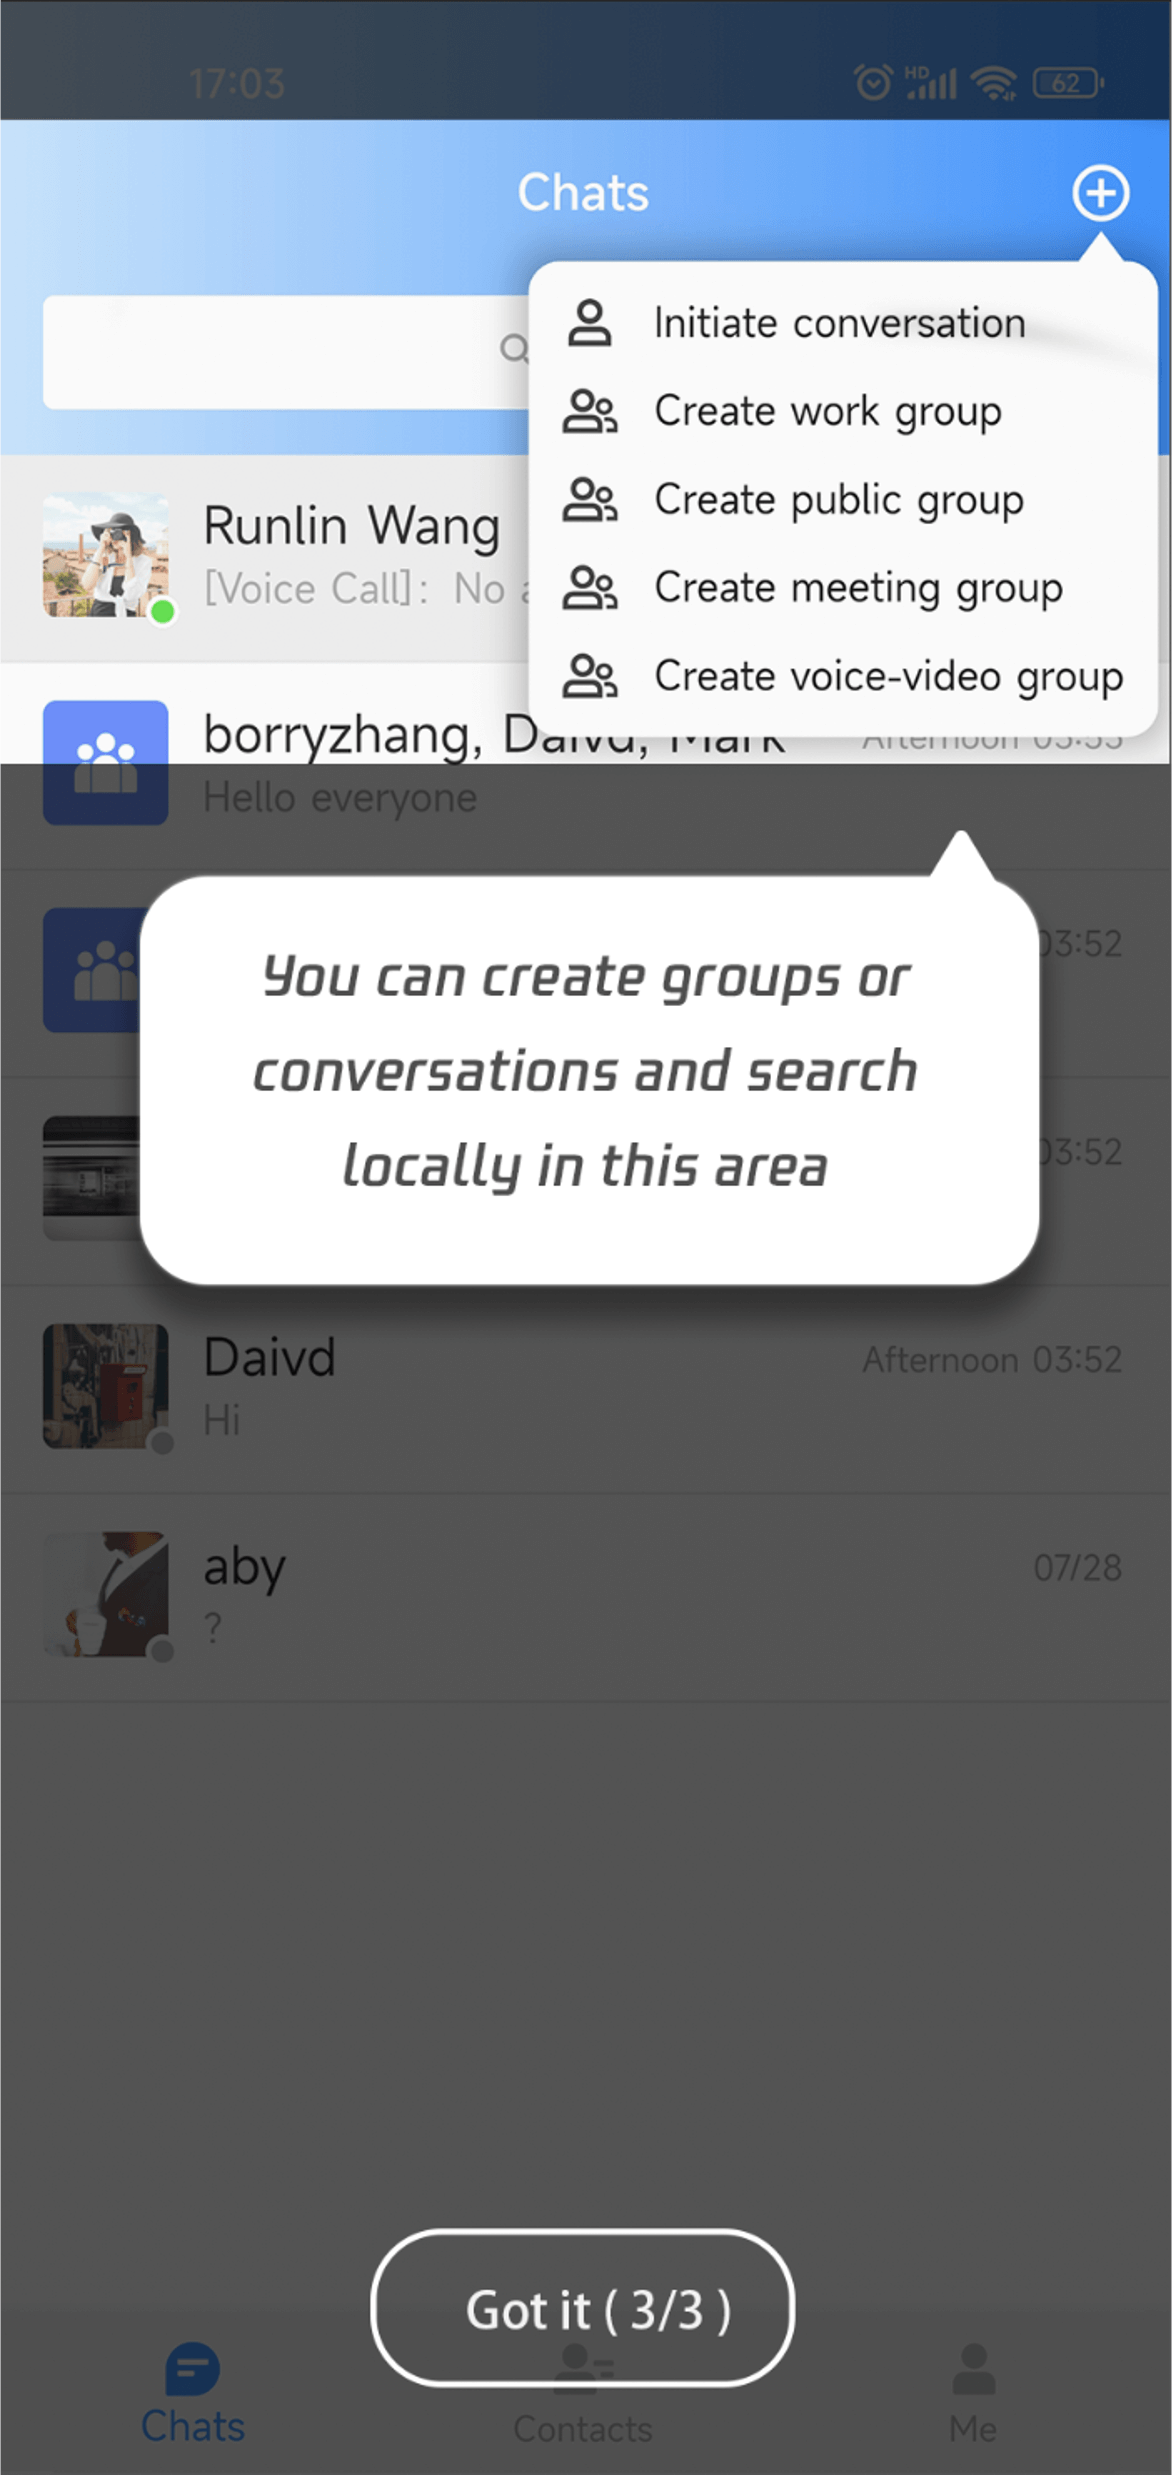 17:03
HD
62
Chats
Initiate conversation
Create work group
Create public group
Create meeting group
Create voice-video group
Runlin Wang
[Voice Call]: No
borryzhang, Daivd, Mark
Afternoon 03:53
Hello everyone
03:52
You can create groups or
conversations and search
locally in this area
03:52
Daivd
Afternoon 03:52
Hi
aby
07/28
?
Got it ( 3/3 )
Chats
Contacts
Me